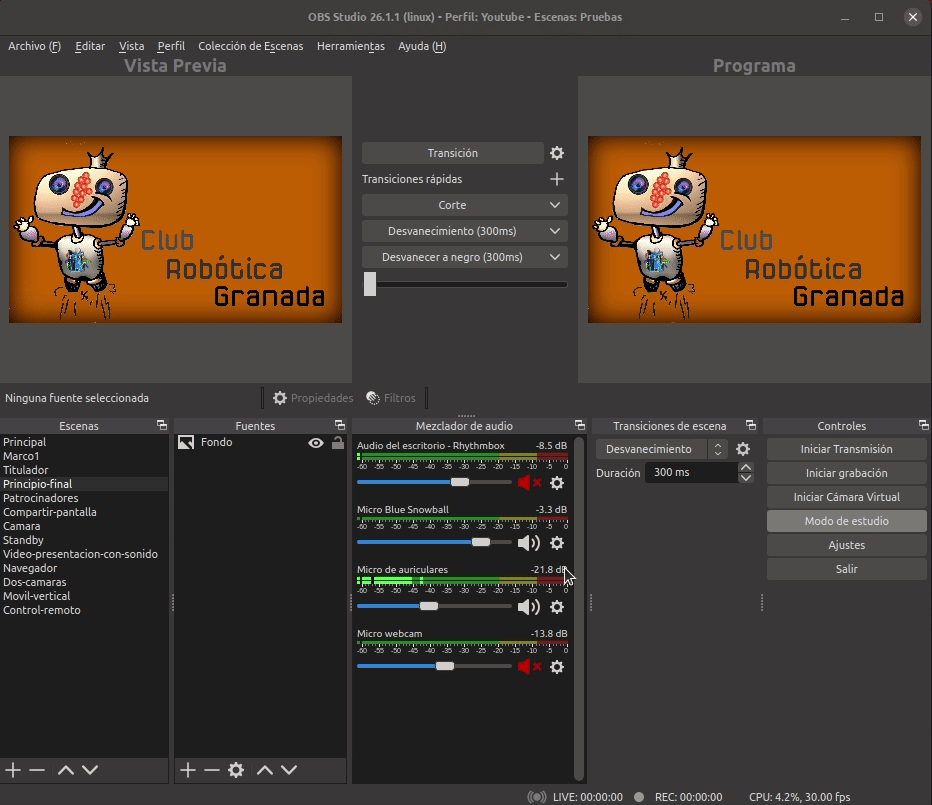 OBS Studio 26.1.1 (linux) - Perfil: Youtube - Escenas: Pruebas
Archivo (F) Editar Vista Perfil Colección de Escenas Herramientas Ayuda (H)
Vista Previa
Programa
Club
Robótica
Granada
Transición
Transiciones rápidas
Corte
Desvanecimiento (300ms)
Desvanecer a negro (300ms)
Club
Robótica
Granada
Ninguna fuente seleccionada
Propiedades
Filtros
Escenas
Principal
Marco1
Titulador
Principio-final
Patrocinadores
Compartir-pantalla
Camara
Standby
Video-presentacion-con-sonido
Navegador
Dos-camaras
Movil-vertical
Control-remoto
Fuentes
Fondo
Mezclador de audio
Audio del escritorio - Rhythmbox -8.5 dB
-60 -55 -50 -45 -40 -35 -30 -25 -20 -15 -10 -5 0
Micro Blue Snowball -3.3 dB
-60 -55 -50 -45 -40 -35 -30 -25 -20 -15 -10 -5 0
Micro de auriculares -21.8 dB
-60 -55 -50 -45 -40 -35 -30 -25 -20 -15 -10 -5 0
Micro webcam -13.8 dB
-60 -55 -50 -45 -40 -35 -30 -25 -20 -15 -10 -5 0
Transiciones de escena
Desvanecimiento
Duración 300 ms
Controles
Iniciar Transmisión
Iniciar grabación
Iniciar Cámara Virtual
Modo de estudio
Ajustes
Salir
LIVE: 00:00:00 REC: 00:00:00 CPU: 4.2%, 30.00 fps